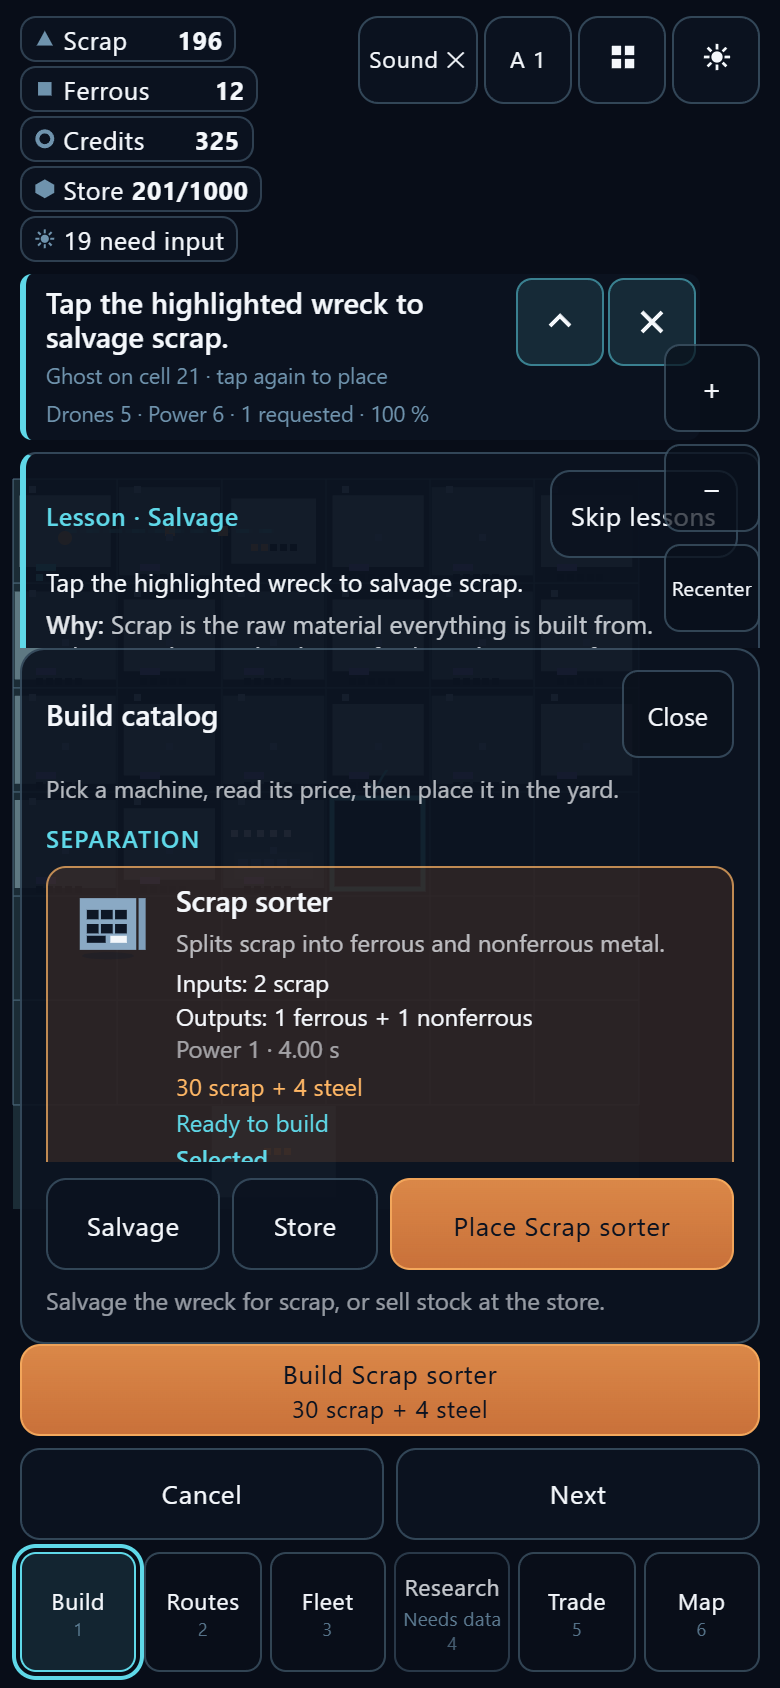 Scrap 196
Sound
A 1
Ferrous 12
Credits 325
Store 201/1000
19 need input
Tap the highlighted wreck to
salvage scrap.
Ghost on cell 21 · tap again to place
Drones 5 · Power 6 · 1 requested · 100 %
+
−
Recenter
Lesson · Salvage
Skip lessons
Tap the highlighted wreck to salvage scrap.
Why: Scrap is the raw material everything is built from.
Build catalog
Close
Pick a machine, read its price, then place it in the yard.
SEPARATION
Scrap sorter
Splits scrap into ferrous and nonferrous metal.
Inputs: 2 scrap
Outputs: 1 ferrous + 1 nonferrous
Power 1 · 4.00 s
30 scrap + 4 steel
Ready to build
Selected
Salvage
Store
Place Scrap sorter
Salvage the wreck for scrap, or sell stock at the store.
Build Scrap sorter
30 scrap + 4 steel
Cancel
Next
Build
1
Routes
2
Fleet
3
Research
Needs data
4
Trade
5
Map
6